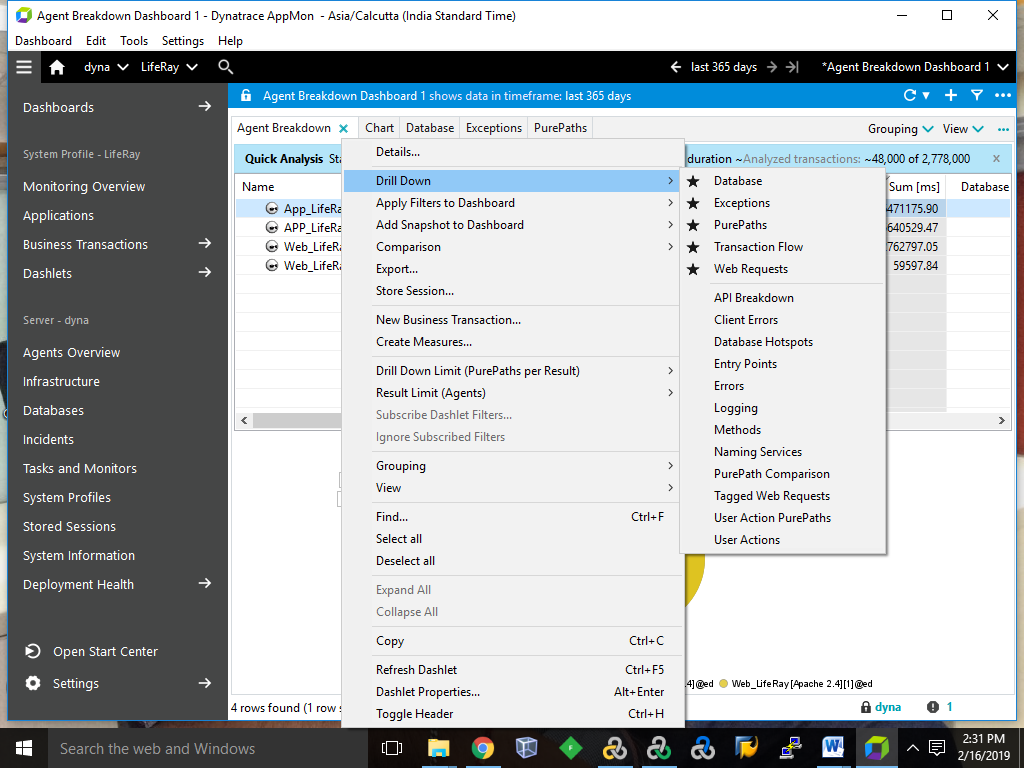 Agent Breakdown Dashboard 1 - Dynatrace AppMon - Asia/Calcutta (India Standard Time)
Dashboard Edit Tools Settings Help
dyna LifeRay last 365 days *Agent Breakdown Dashboard 1
Agent Breakdown Dashboard 1 shows data in timeframe: last 365 days
Dashboards
System Profile - LifeRay
Monitoring Overview
Applications
Business Transactions
Dashlets
Server - dyna
Agents Overview
Infrastructure
Databases
Incidents
Tasks and Monitors
System Profiles
Stored Sessions
System Information
Deployment Health
Open Start Center
Settings
Agent Breakdown Chart Database Exceptions PurePaths Grouping View
Quick Analysis Sta duration ~Analyzed transactions: ~48,000 of 2,778,000
Name Sum [ms] Database
App_LifeRa 471175.90
APP_LifeRa 640529.47
Web_LifeRa 762797.05
Web_LifeRa 59597.84
Details...
Drill Down
Apply Filters to Dashboard
Add Snapshot to Dashboard
Comparison
Export...
Store Session...
New Business Transaction...
Create Measures...
Drill Down Limit (PurePaths per Result)
Result Limit (Agents)
Subscribe Dashlet Filters...
Ignore Subscribed Filters
Grouping
View
Find... Ctrl+F
Select all
Deselect all
Expand All
Collapse All
Copy Ctrl+C
Refresh Dashlet Ctrl+F5
Dashlet Properties... Alt+Enter
Toggle Header Ctrl+H
Database
Exceptions
PurePaths
Transaction Flow
Web Requests
API Breakdown
Client Errors
Database Hotspots
Entry Points
Errors
Logging
Methods
Naming Services
PurePath Comparison
Tagged Web Requests
User Action PurePaths
User Actions
.4]@ed Web_LifeRay[Apache 2.4][1]@ed
4 rows found (1 row s dyna 1
Search the web and Windows
2:31 PM
2/16/2019